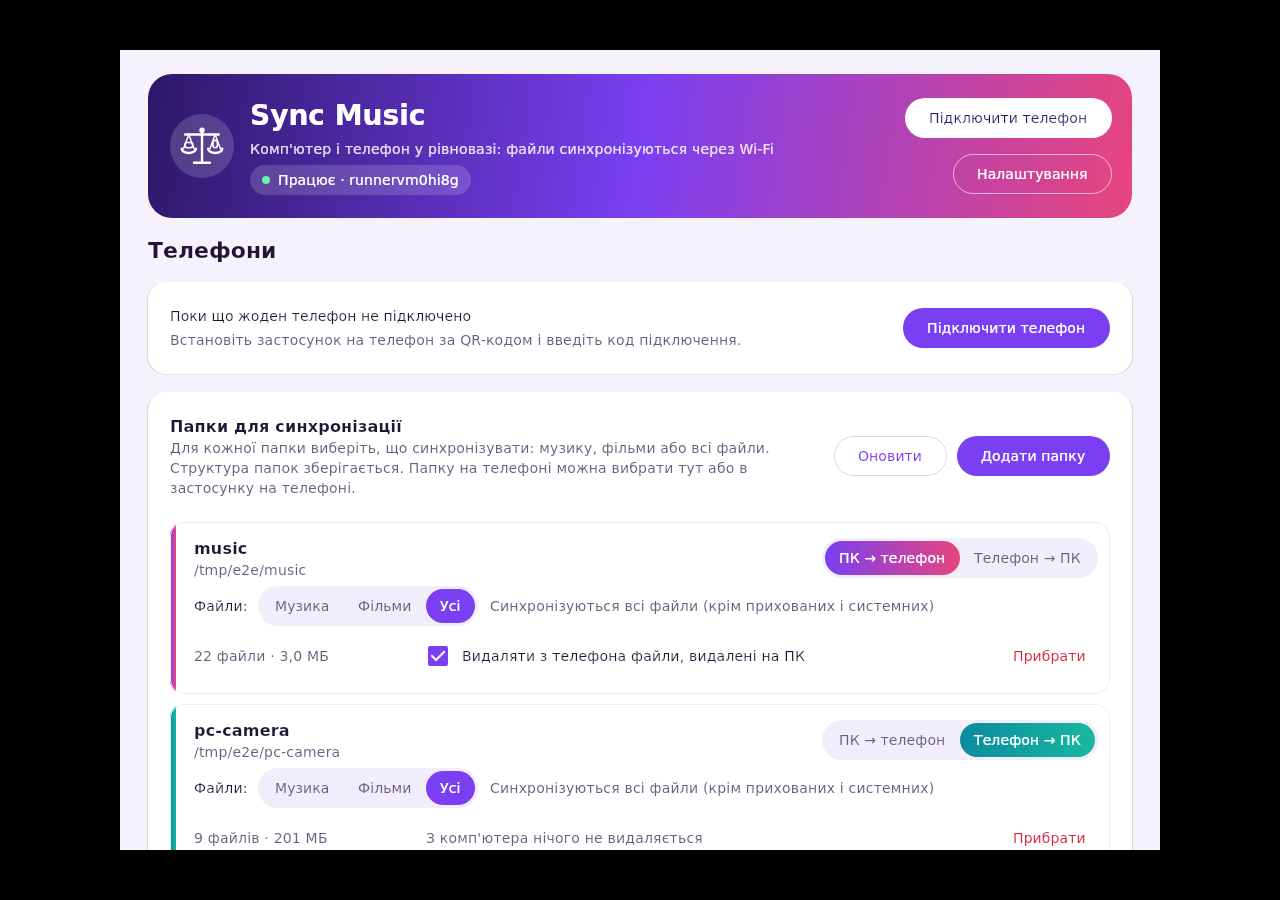 Sync Music
Комп'ютер і телефон у рівновазі: файли синхронізуються через Wi-Fi
Працює · runnervm0hi8g
Підключити телефон
Налаштування
Телефони
Поки що жоден телефон не підключено
Встановіть застосунок на телефон за QR-кодом і введіть код підключення.
Підключити телефон
Папки для синхронізації
Для кожної папки виберіть, що синхронізувати: музику, фільми або всі файли.
Структура папок зберігається. Папку на телефоні можна вибрати тут або в
застосунку на телефоні.
Оновити
Додати папку
music
/tmp/e2e/music
ПК → телефон
Телефон → ПК
Файли:
Музика
Фільми
Усі
Синхронізуються всі файли (крім прихованих і системних)
22 файли · 3,0 МБ
Видаляти з телефона файли, видалені на ПК
Прибрати
pc-camera
/tmp/e2e/pc-camera
ПК → телефон
Телефон → ПК
Файли:
Музика
Фільми
Усі
Синхронізуються всі файли (крім прихованих і системних)
9 файлів · 201 МБ
З комп'ютера нічого не видаляється
Прибрати